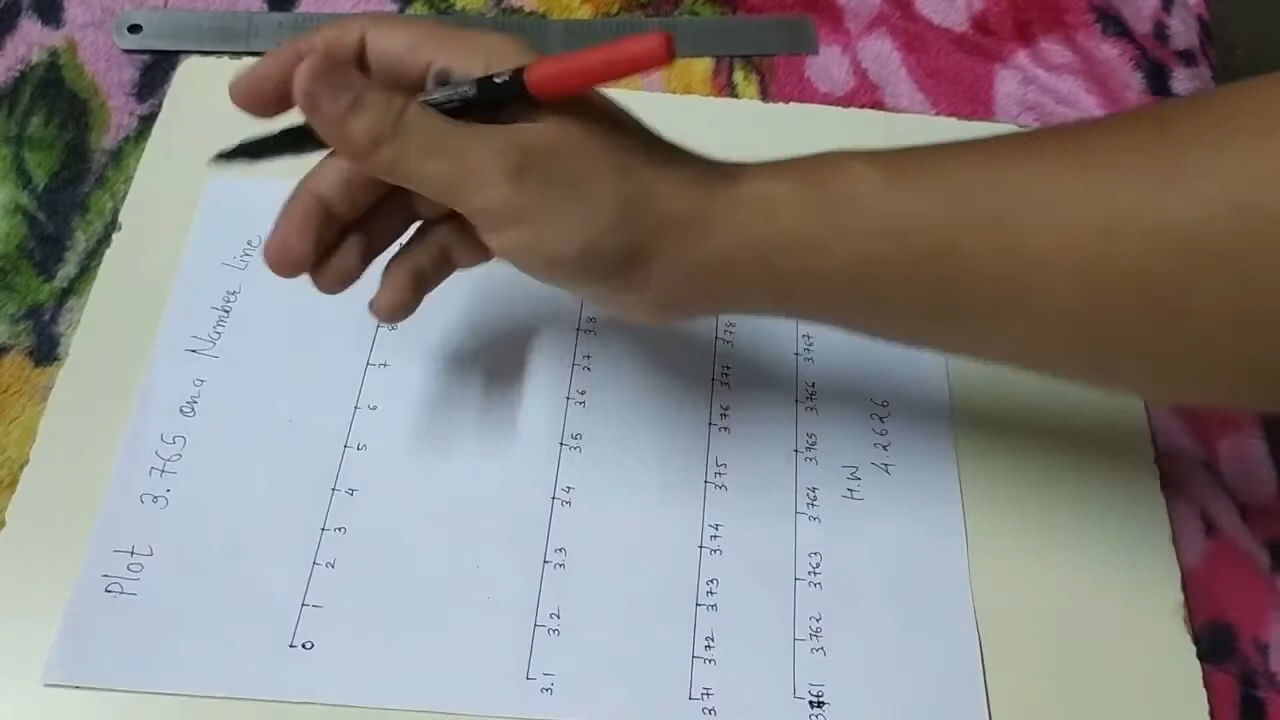 Plot 3.765 on a Number Line
0 1 2 3 4 5 6 7 8
3.1 3.2 3.3 3.4 3.5 3.6 2.7 3.8
3.71 3.72 3.73 3.74 3.75 3.76 3.77 3.78
3.761 3.762 3.763 3.764 3.765 3.766 3.767
H.W
4.2626